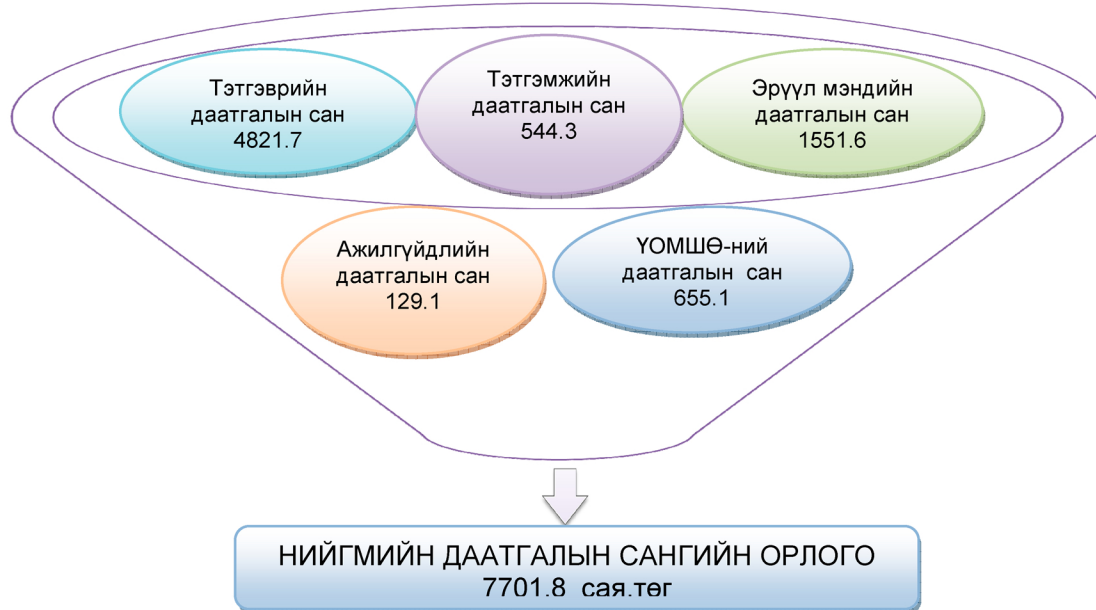 Тэтгэврийн
даатгалын сан
4821.7
Тэтгэмжийн
даатгалын сан
544.3
Эрүүл мэндийн
даатгалын сан
1551.6
Ажилгүйдлийн
даатгалын сан
129.1
ҮОМШӨ-ний
даатгалын сан
655.1
НИЙГМИЙН ДААТГАЛЫН САНГИЙН ОРЛОГО
7701.8 сая.төг